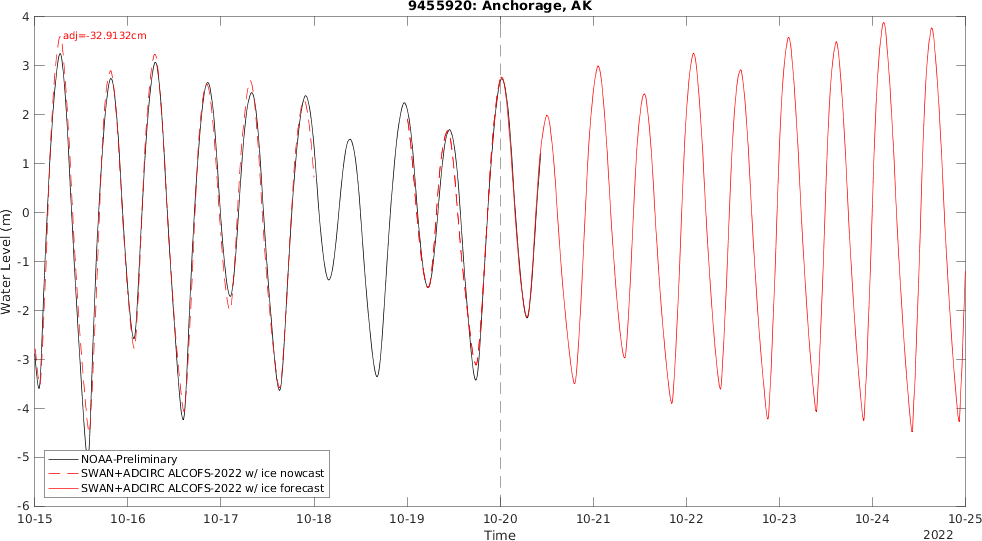 9455920: Anchorage, AK
adj=-32.9132cm
4
3
2
1
0
-1
-2
-3
-4
-5
-6
Water Level (m)
NOAA-Preliminary
SWAN+ADCIRC ALCOFS-2022 w/ ice nowcast
SWAN+ADCIRC ALCOFS-2022 w/ ice forecast
10-15 10-16 10-17 10-18 10-19 10-20 10-21 10-22 10-23 10-24 10-25
Time
2022